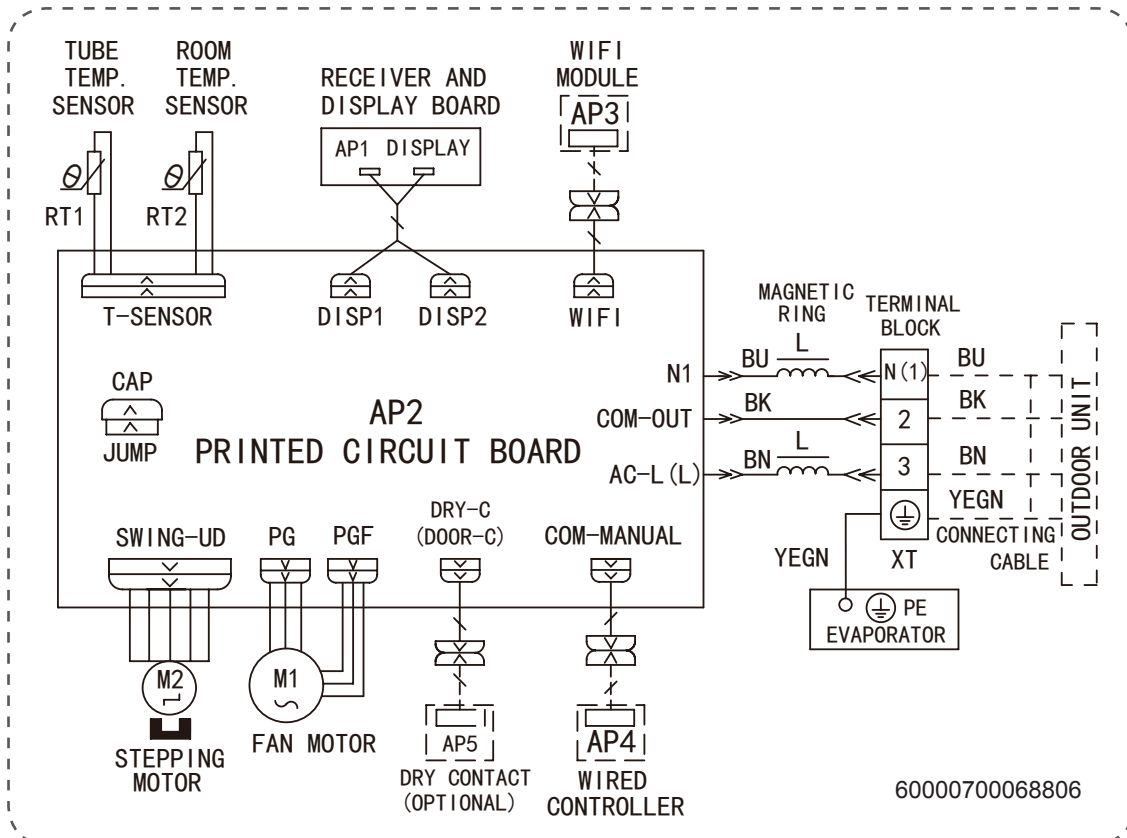 TUBE
TEMP.
SENSOR
ROOM
TEMP.
SENSOR
RECEIVER AND
DISPLAY BOARD
WIFI
MODULE
AP1 DISPLAY
AP3
RT1
RT2
T-SENSOR
DISP1
DISP2
WIFI
MAGNETIC
RING
TERMINAL
BLOCK
CAP
JUMP
AP2
PRINTED CIRCUIT BOARD
N1
BU
L
N(1)
BU
COM-OUT
BK
2
BK
AC-L(L)
BN
L
3
BN
YEGN
OUTDOOR UNIT
CONNECTING
CABLE
XT
YEGN
PE
EVAPORATOR
SWING-UD
PG
PGF
DRY-C
(DOOR-C)
COM-MANUAL
M2
M1
STEPPING
MOTOR
FAN MOTOR
AP5
DRY CONTACT
(OPTIONAL)
AP4
WIRED
CONTROLLER
60000700068806